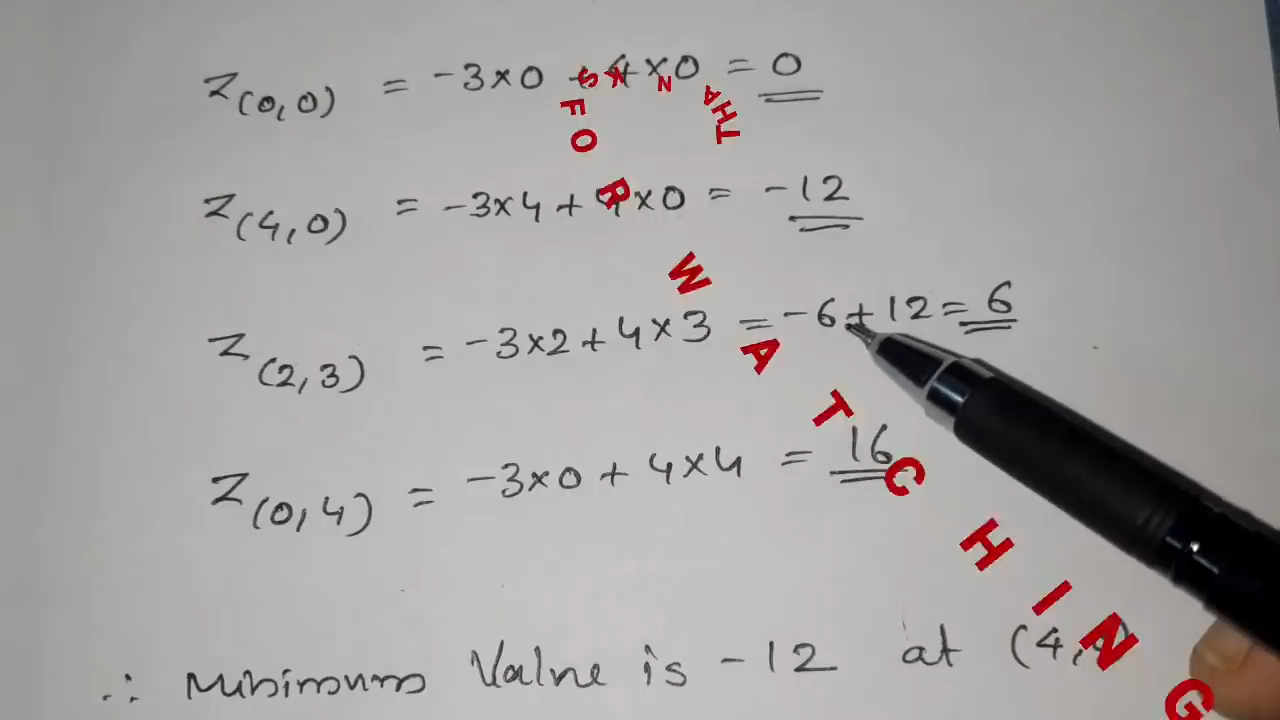 Z(0,0) = -3×0 + 4×0 = 0
Z(4,0) = -3×4 + 4×0 = -12
Z(2,3) = -3×2 + 4×3 = -6+12 = 6
Z(0,4) = -3×0 + 4×4 = 16
∴ Minimum Value is -12 at (4,
THANKS FOR WATCHING